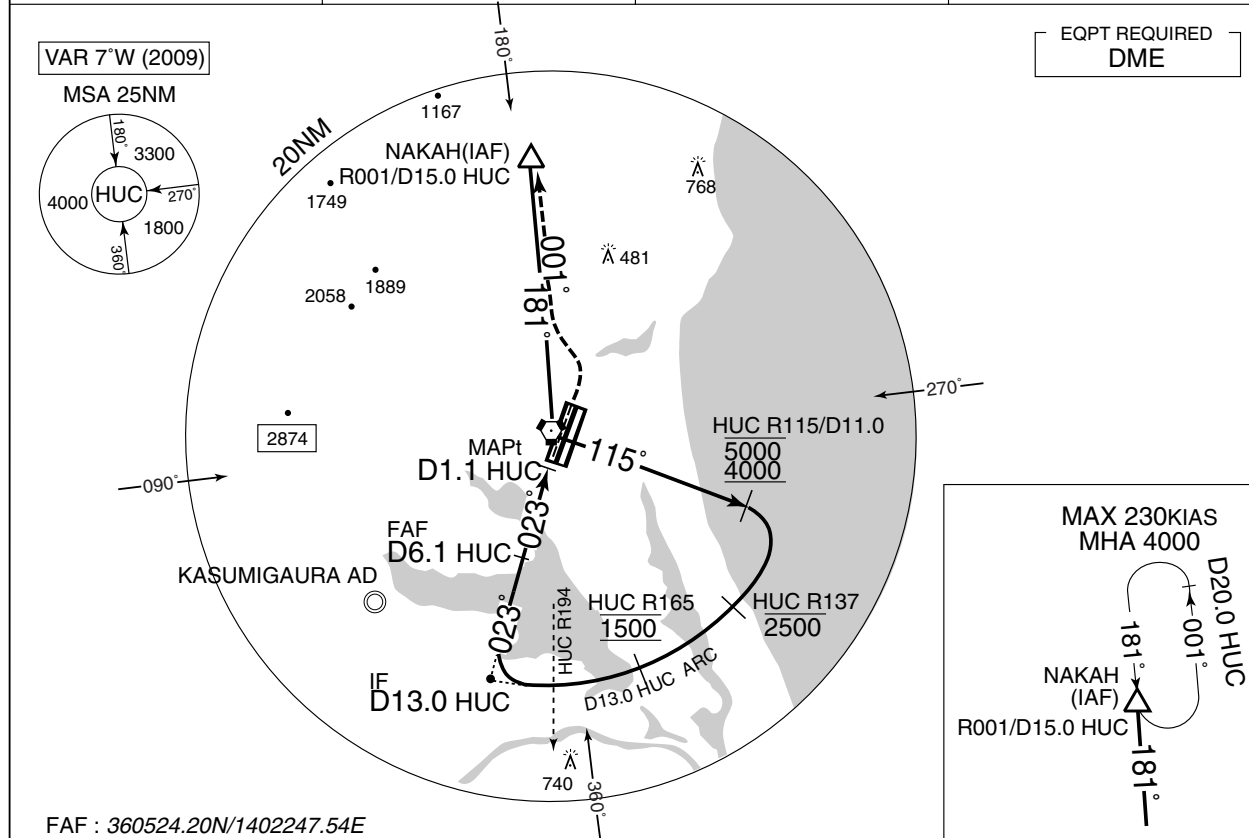 180°
EQPT REQUIRED
DME
VAR 7°W (2009)
MSA 25NM
180°
3300
HUC
4000
270°
1800
360°
20NM
1167
NAKAH(IAF)
R001/D15.0 HUC
768
1749
481
001°
181°
1889
2058
270°
2874
HUC R115/D11.0
5000
4000
115°
MAPt
D1.1 HUC
090°
023°
FAF
D6.1 HUC
KASUMIGAURA AD
HUC R194
HUC R165
1500
HUC R137
2500
023°
IF
D13.0 HUC
D13.0 HUC ARC
740
360°
MAX 230KIAS
MHA 4000
D20.0 HUC
181°
001°
NAKAH
(IAF)
R001/D15.0 HUC
181°
FAF : 360524.20N/1402247.54E